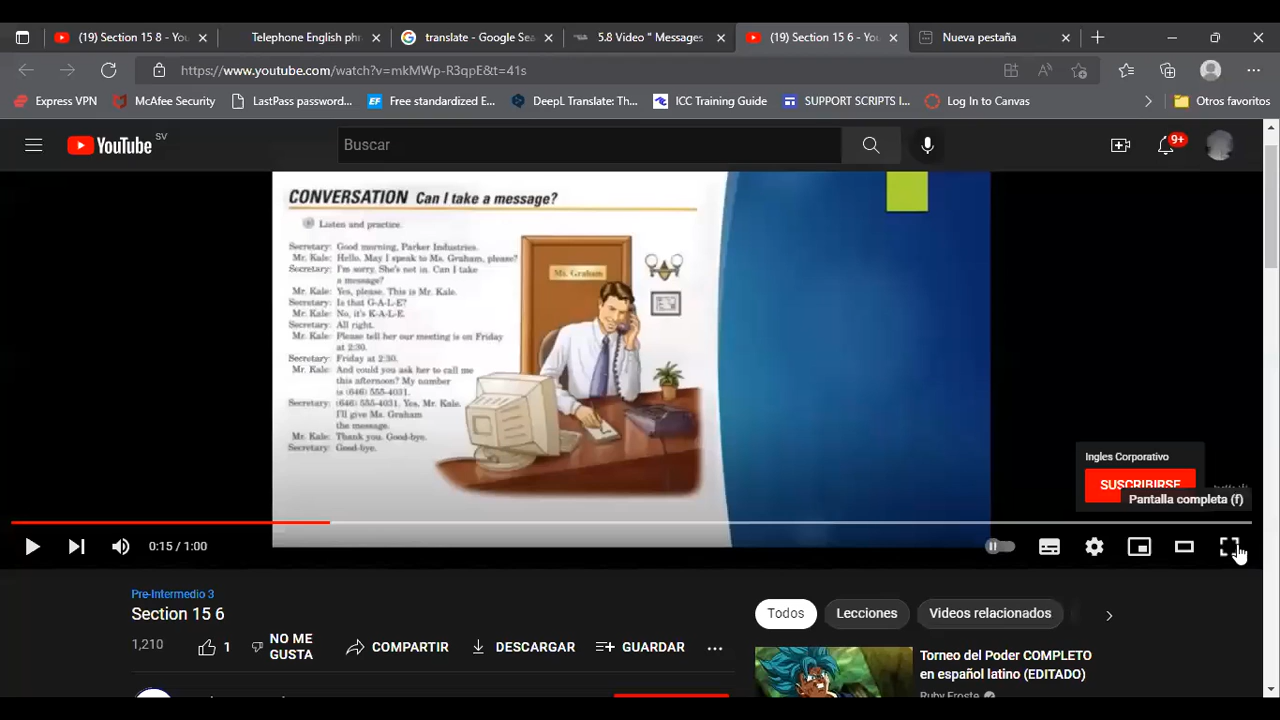 (19) Section 15 8 - You
Telephone English phr
translate - Google Sea
5.8 Video " Messages
(19) Section 15 6 - You
Nueva pestaña
https://www.youtube.com/watch?v=mkMWp-R3qpE&t=41s
Express VPN
McAfee Security
LastPass password...
Free standardized E...
DeepL Translate: Th...
ICC Training Guide
SUPPORT SCRIPTS I...
Log In to Canvas
Otros favoritos
YouTube SV
Buscar
9+
CONVERSATION Can I take a message?
Listen and practice.
Secretary: Good morning, Parker Industries.
Mr. Kale: Hello. May I speak to Ms. Graham, please?
Secretary: I'm sorry. She's not in. Can I take
a message?
Mr. Kale: Yes, please. This is Mr. Kale.
Secretary: Is that G-A-L-E?
Mr. Kale: No, it's K-A-L-E.
Secretary: All right.
Mr. Kale: Please tell her our meeting is on Friday
at 2:30.
Secretary: Friday at 2:30.
Mr. Kale: And could you ask her to call me
this afternoon? My number
is (646) 555-4031.
Secretary: (646) 555-4031. Yes, Mr. Kale.
I'll give Ms. Graham
the message.
Mr. Kale: Thank you. Good-bye.
Secretary: Good-bye.
Ms. Graham
Ingles Corporativo
SUSCRIBIRSE
Pantalla completa (f)
0:15 / 1:00
Pre-Intermedio 3
Section 15 6
1,210
1
NO ME
GUSTA
COMPARTIR
DESCARGAR
GUARDAR
Todos
Lecciones
Videos relacionados
Torneo del Poder COMPLETO
en español latino (EDITADO)
Ruby Froste